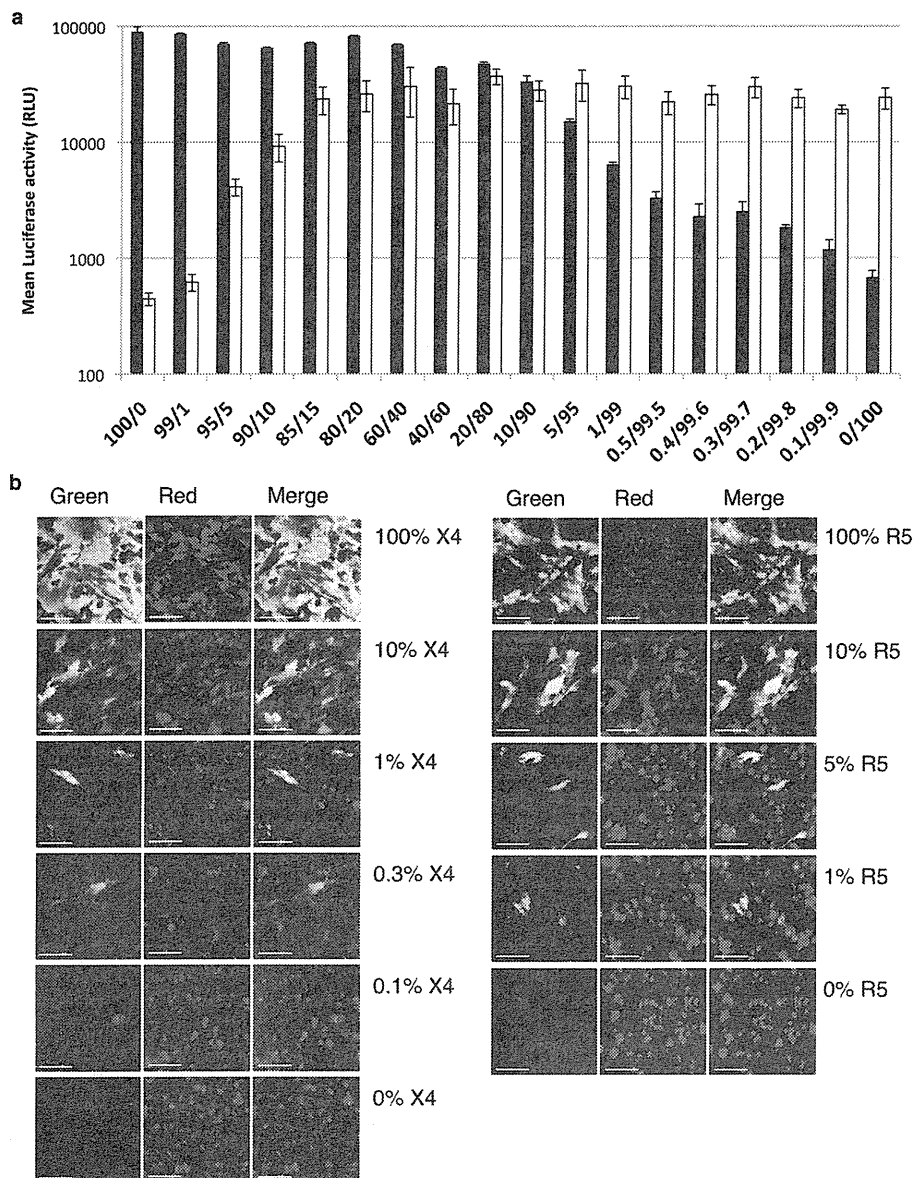 a
Mean Luciferase activity (RLU)
100000
10000
1000
100
100/0
99/1
95/5
90/10
85/15
80/20
60/40
40/60
20/80
10/90
5/95
1/99
0.5/99.5
0.4/99.6
0.3/99.7
0.2/99.8
0.1/99.9
0/100
b
Green Red Merge
100% X4
10% X4
1% X4
0.3% X4
0.1% X4
0% X4
Green Red Merge
100% R5
10% R5
5% R5
1% R5
0% R5